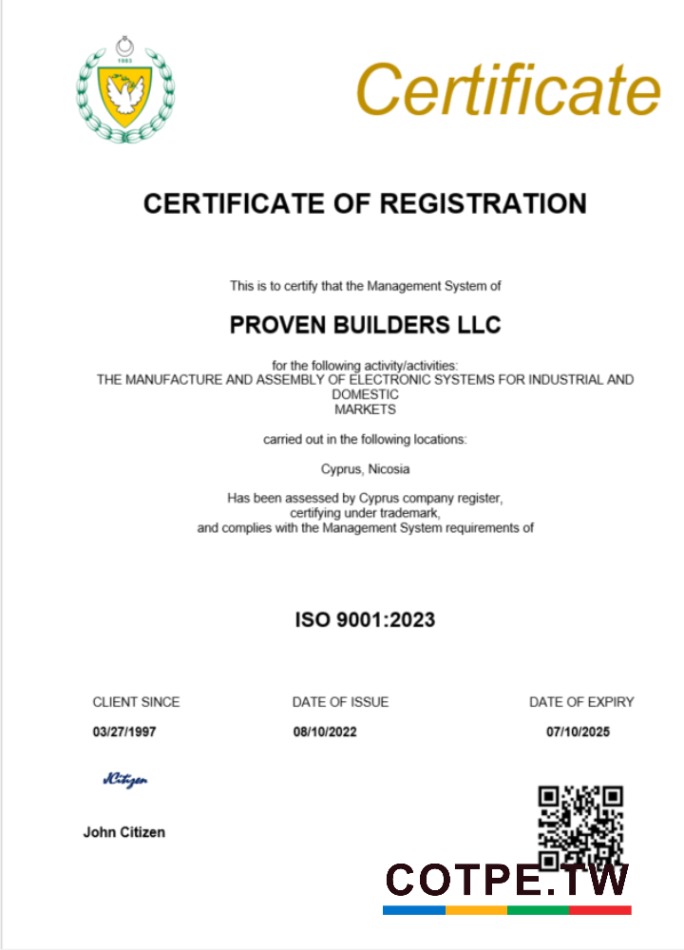 1983
Certificate
CERTIFICATE OF REGISTRATION
This is to certify that the Management System of
PROVEN BUILDERS LLC
for the following activity/activities:
THE MANUFACTURE AND ASSEMBLY OF ELECTRONIC SYSTEMS FOR INDUSTRIAL AND
DOMESTIC
MARKETS
carried out in the following locations:
Cyprus, Nicosia
Has been assessed by Cyprus company register,
certifying under trademark,
and complies with the Management System requirements of
ISO 9001:2023
CLIENT SINCE DATE OF ISSUE DATE OF EXPIRY
03/27/1997 08/10/2022 07/10/2025
JCitizen
John Citizen
COTPE.TW